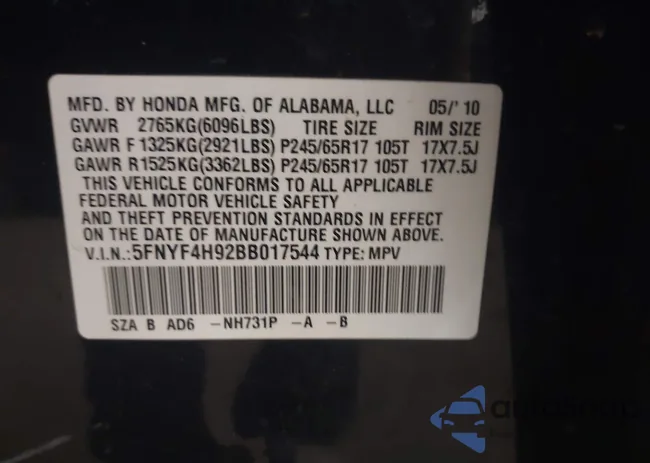 MFD. BY HONDA MFG. OF ALABAMA, LLC 05/' 10
GVWR 2765KG(6096LBS) TIRE SIZE RIM SIZE
GAWR F 1325KG(2921LBS) P245/65R17 105T 17X7.5J
GAWR R1525KG(3362LBS) P245/65R17 105T 17X7.5J
THIS VEHICLE CONFORMS TO ALL APPLICABLE
FEDERAL MOTOR VEHICLE SAFETY
AND THEFT PREVENTION STANDARDS IN EFFECT
ON THE DATE OF MANUFACTURE SHOWN ABOVE.
V.I.N.:5FNYF4H92BB017544 TYPE: MPV
SZA B AD6 -NH731P -A -B